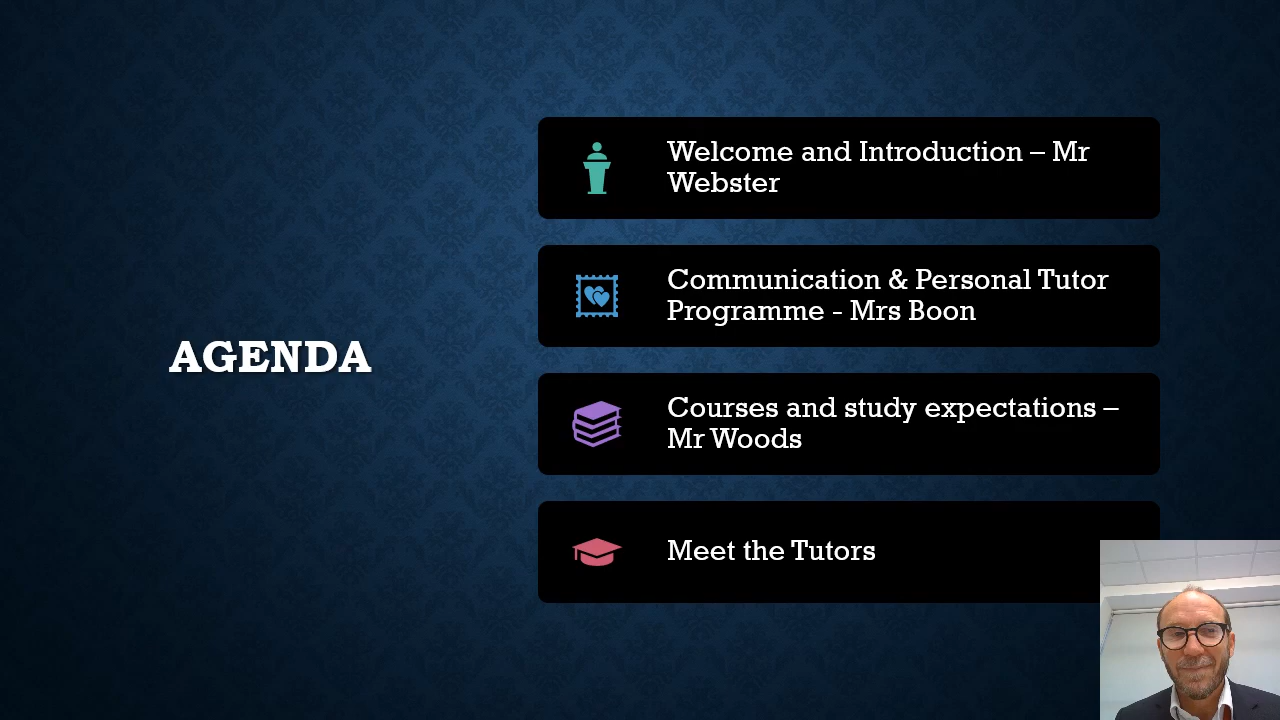 AGENDA
Welcome and Introduction – Mr
Webster
Communication & Personal Tutor
Programme - Mrs Boon
Courses and study expectations –
Mr Woods
Meet the Tutors